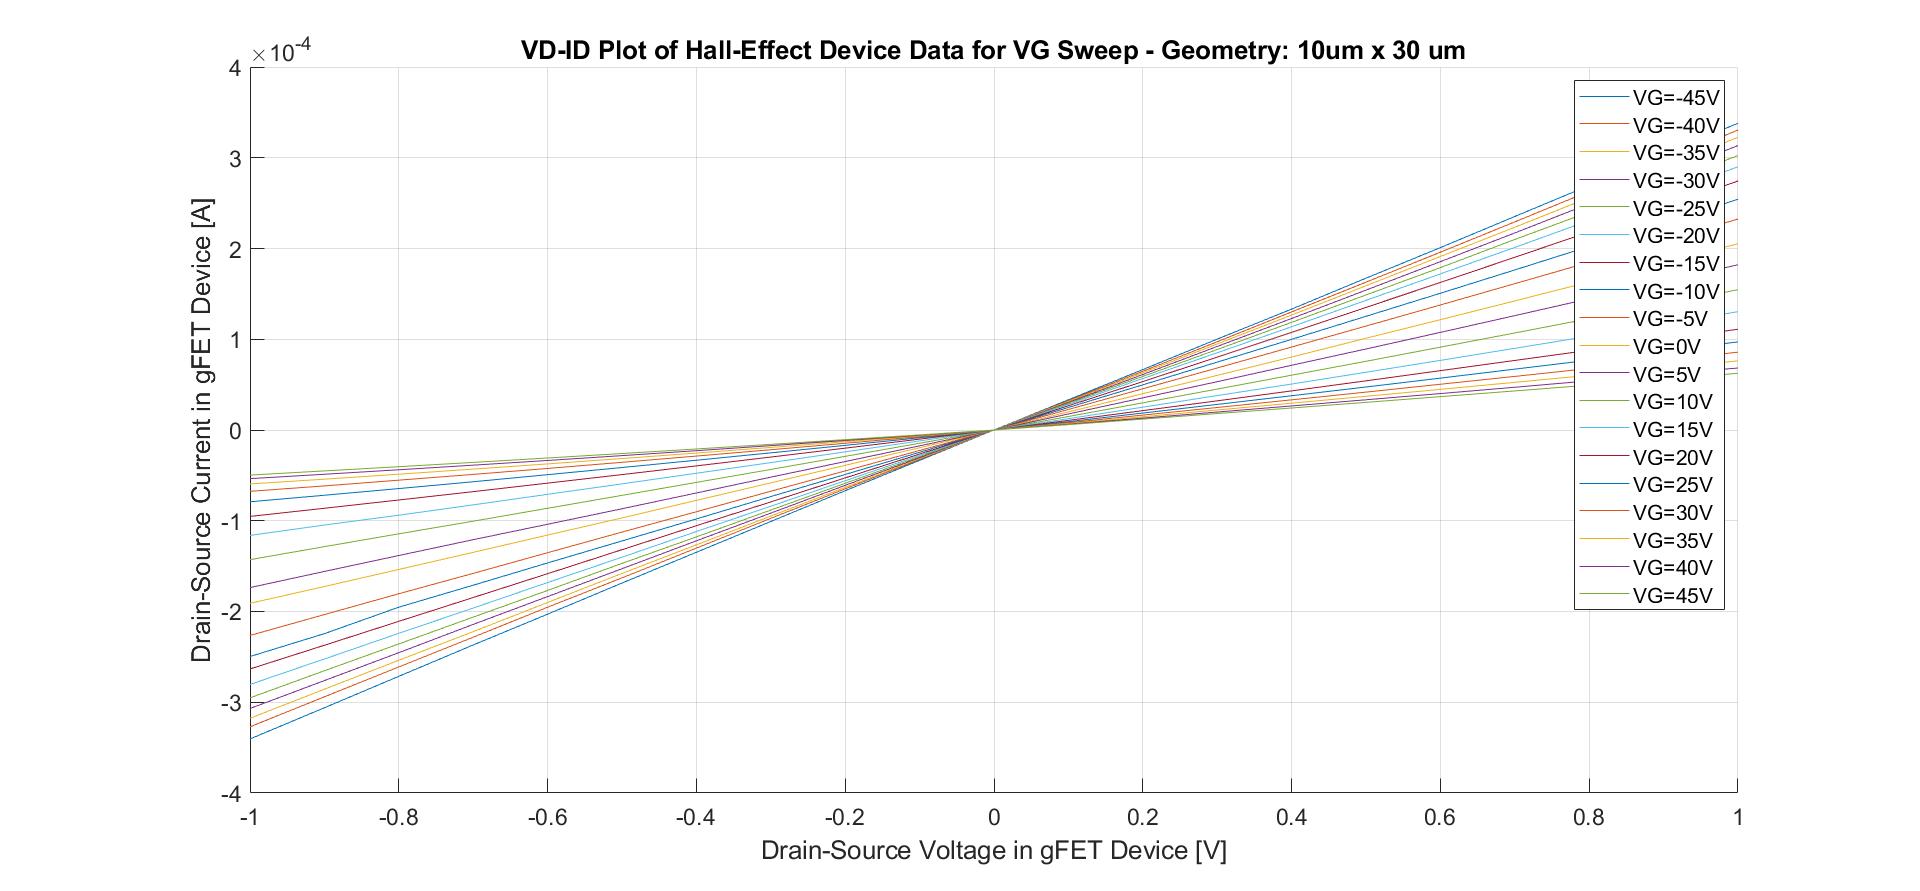 VD-ID Plot of Hall-Effect Device Data for VG Sweep - Geometry: 10um x 30 um
×10-4
4
3
2
1
0
-1
-2
-3
-4
Drain-Source Current in gFET Device [A]
-1 -0.8 -0.6 -0.4 -0.2 0 0.2 0.4 0.6 0.8 1
Drain-Source Voltage in gFET Device [V]
VG=-45V
VG=-40V
VG=-35V
VG=-30V
VG=-25V
VG=-20V
VG=-15V
VG=-10V
VG=-5V
VG=0V
VG=5V
VG=10V
VG=15V
VG=20V
VG=25V
VG=30V
VG=35V
VG=40V
VG=45V